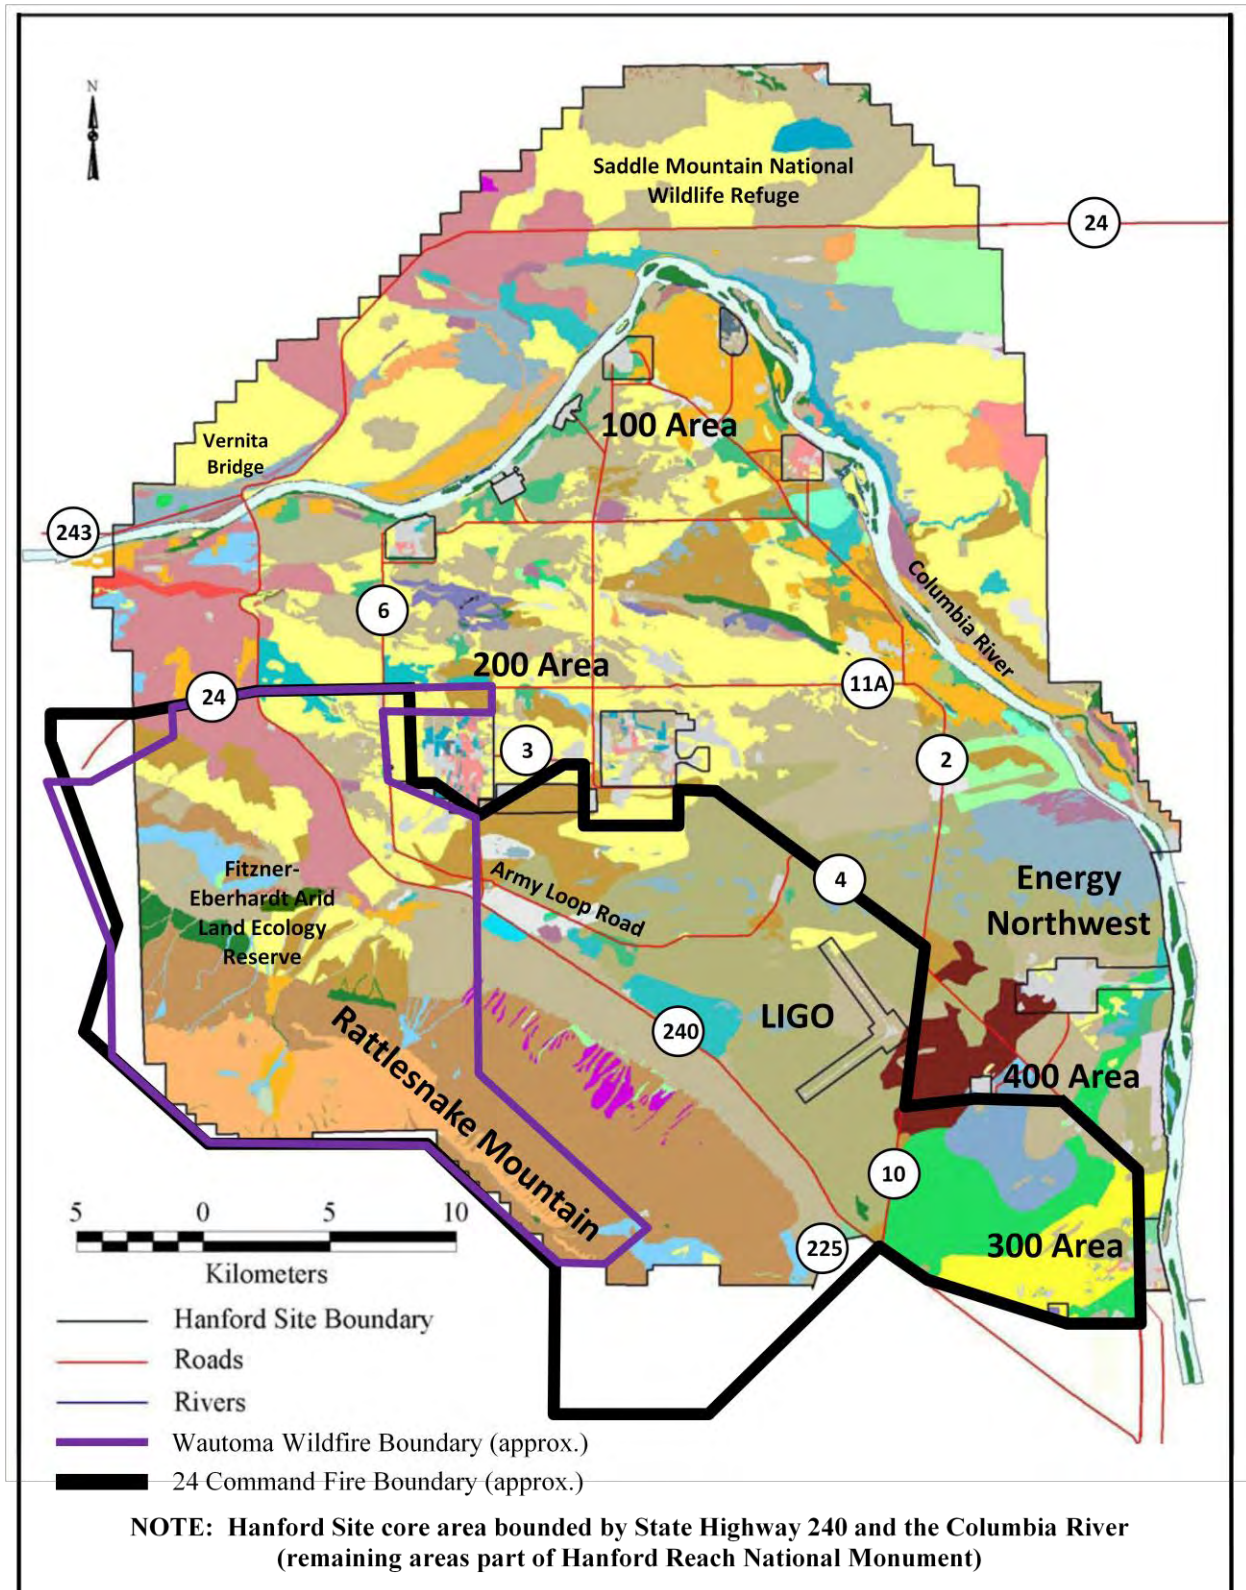 N
Saddle Mountain National
Wildlife Refuge
24
100 Area
Vernita
Bridge
243
Columbia River
6
200 Area
24
11A
3
2
Fitzner-
Eberhardt Arid
Land Ecology
Reserve
Army Loop Road
4
Energy
Northwest
Rattlesnake Mountain
240
LIGO
400 Area
10
225
300 Area
5 0 5 10
Kilometers
Hanford Site Boundary
Roads
Rivers
Wautoma Wildfire Boundary (approx.)
24 Command Fire Boundary (approx.)
NOTE: Hanford Site core area bounded by State Highway 240 and the Columbia River
(remaining areas part of Hanford Reach National Monument)